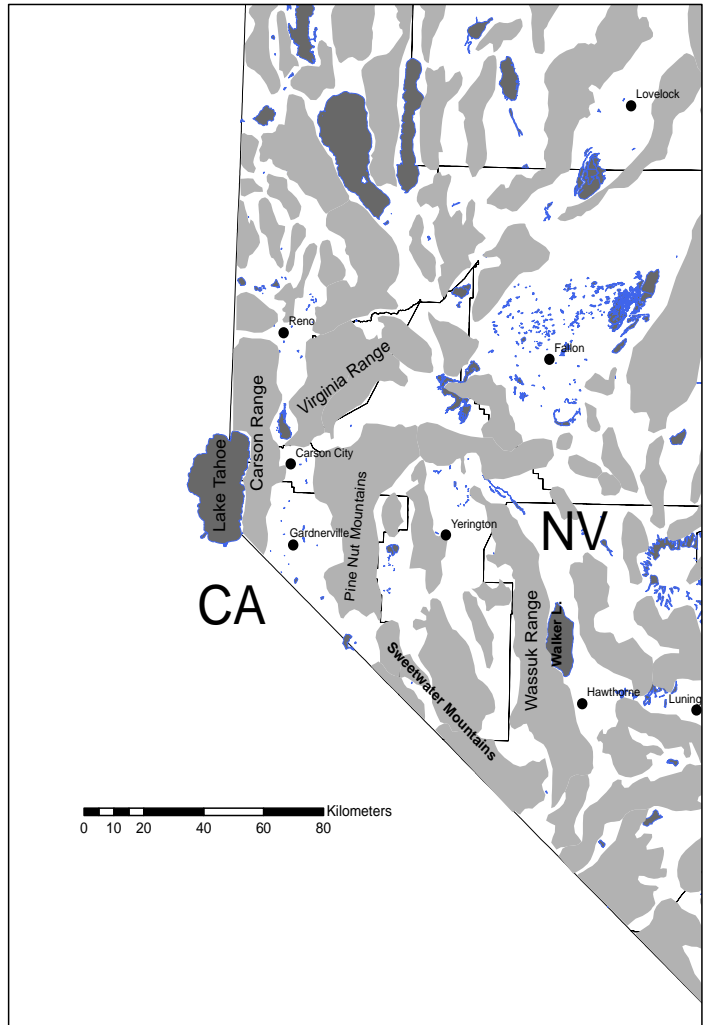 Lovelock
Reno
Fallon
Virginia Range
Carson Range
Lake Tahoe
Carson City
Pine Nut Mountains
Gardnerville
Yerington
NV
CA
Wassuk Range
Walker L.
Sweetwater Mountains
Hawthorne
Luning
Kilometers
0 10 20 40 60 80